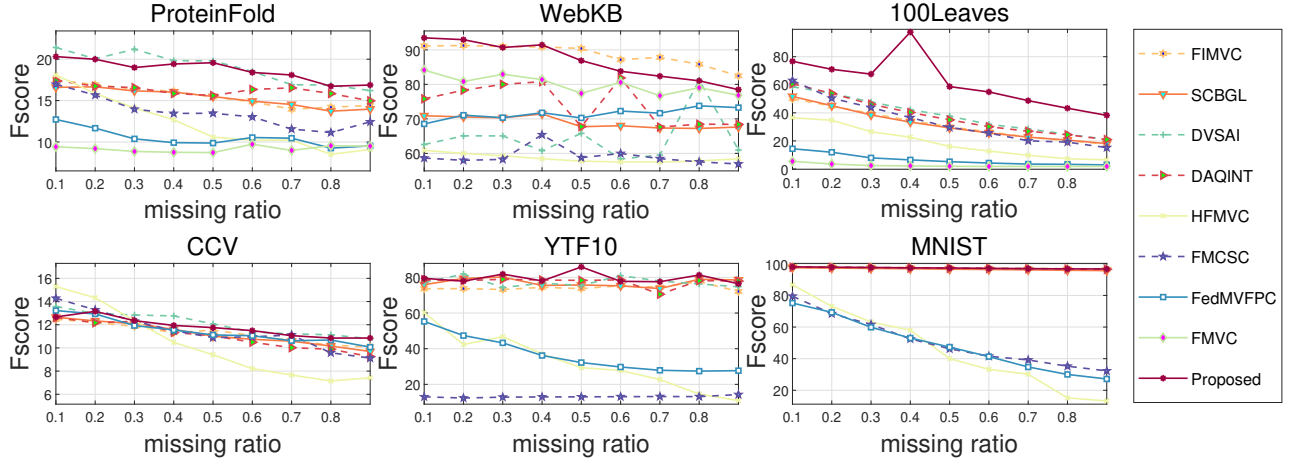 ProteinFold
Fscore
20
15
10
0.1 0.2 0.3 0.4 0.5 0.6 0.7 0.8
missing ratio
WebKB
Fscore
90
80
70
60
0.1 0.2 0.3 0.4 0.5 0.6 0.7 0.8
missing ratio
100Leaves
Fscore
80
60
40
20
0
0.1 0.2 0.3 0.4 0.5 0.6 0.7 0.8
missing ratio
CCV
Fscore
16
14
12
10
8
6
0.1 0.2 0.3 0.4 0.5 0.6 0.7 0.8
missing ratio
YTF10
Fscore
80
60
40
20
0.1 0.2 0.3 0.4 0.5 0.6 0.7 0.8
missing ratio
MNIST
Fscore
100
80
60
40
20
0.1 0.2 0.3 0.4 0.5 0.6 0.7 0.8
missing ratio
FIMVC
SCBGL
DVSAI
DAQINT
HFMVC
FMCSC
FedMVFPC
FMVC
Proposed